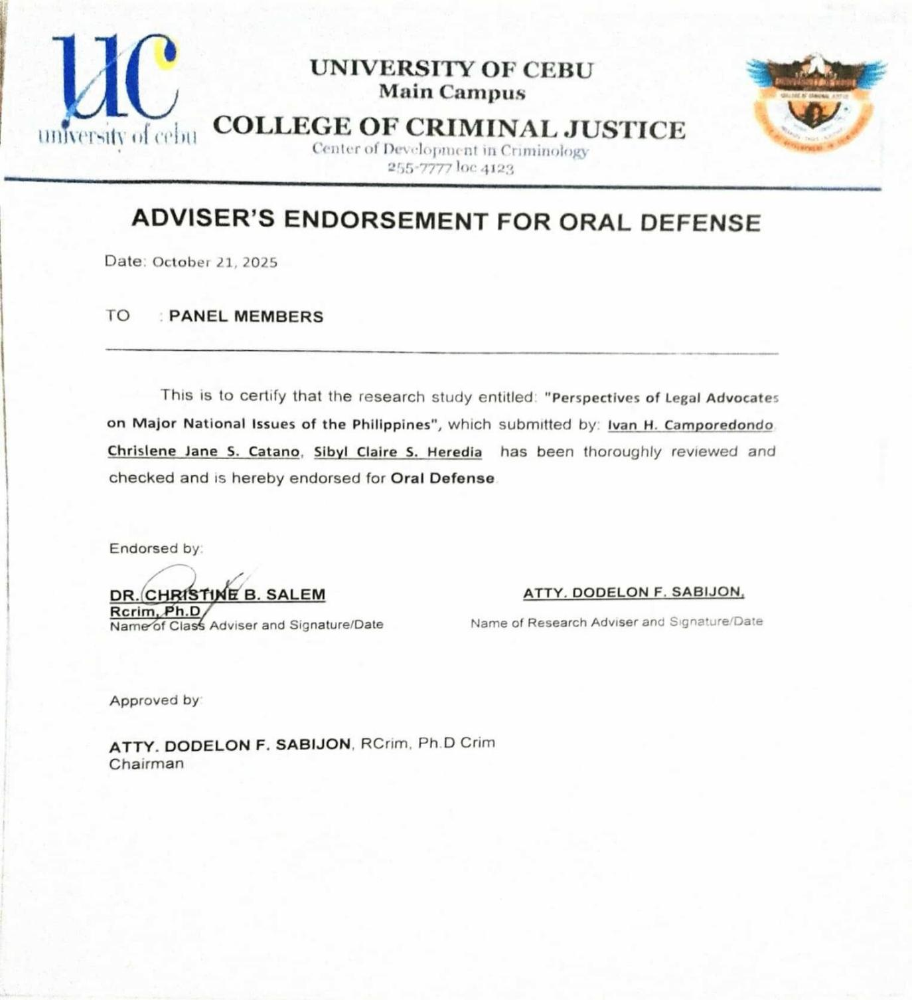 uc
university of cebu
UNIVERSITY OF CEBU
Main Campus
COLLEGE OF CRIMINAL JUSTICE
Center of Development in Criminology
255-7777 loc 4123
COLLEGE OF CRIMINAL JUSTICE
ADVISER'S ENDORSEMENT FOR ORAL DEFENSE
Date: October 21, 2025
TO : PANEL MEMBERS
This is to certify that the research study entitled: "Perspectives of Legal Advocates
on Major National Issues of the Philippines", which submitted by: Ivan H. Camporedondo,
Chrislene Jane S. Catano, Sibyl Claire S. Heredia has been thoroughly reviewed and
checked and is hereby endorsed for Oral Defense.
Endorsed by:
DR. CHRISTINE B. SALEM
Rcrim, Ph.D
Name of Class Adviser and Signature/Date
ATTY. DODELON F. SABIJON,
Name of Research Adviser and Signature/Date
Approved by:
ATTY. DODELON F. SABIJON, RCrim, Ph.D Crim
Chairman